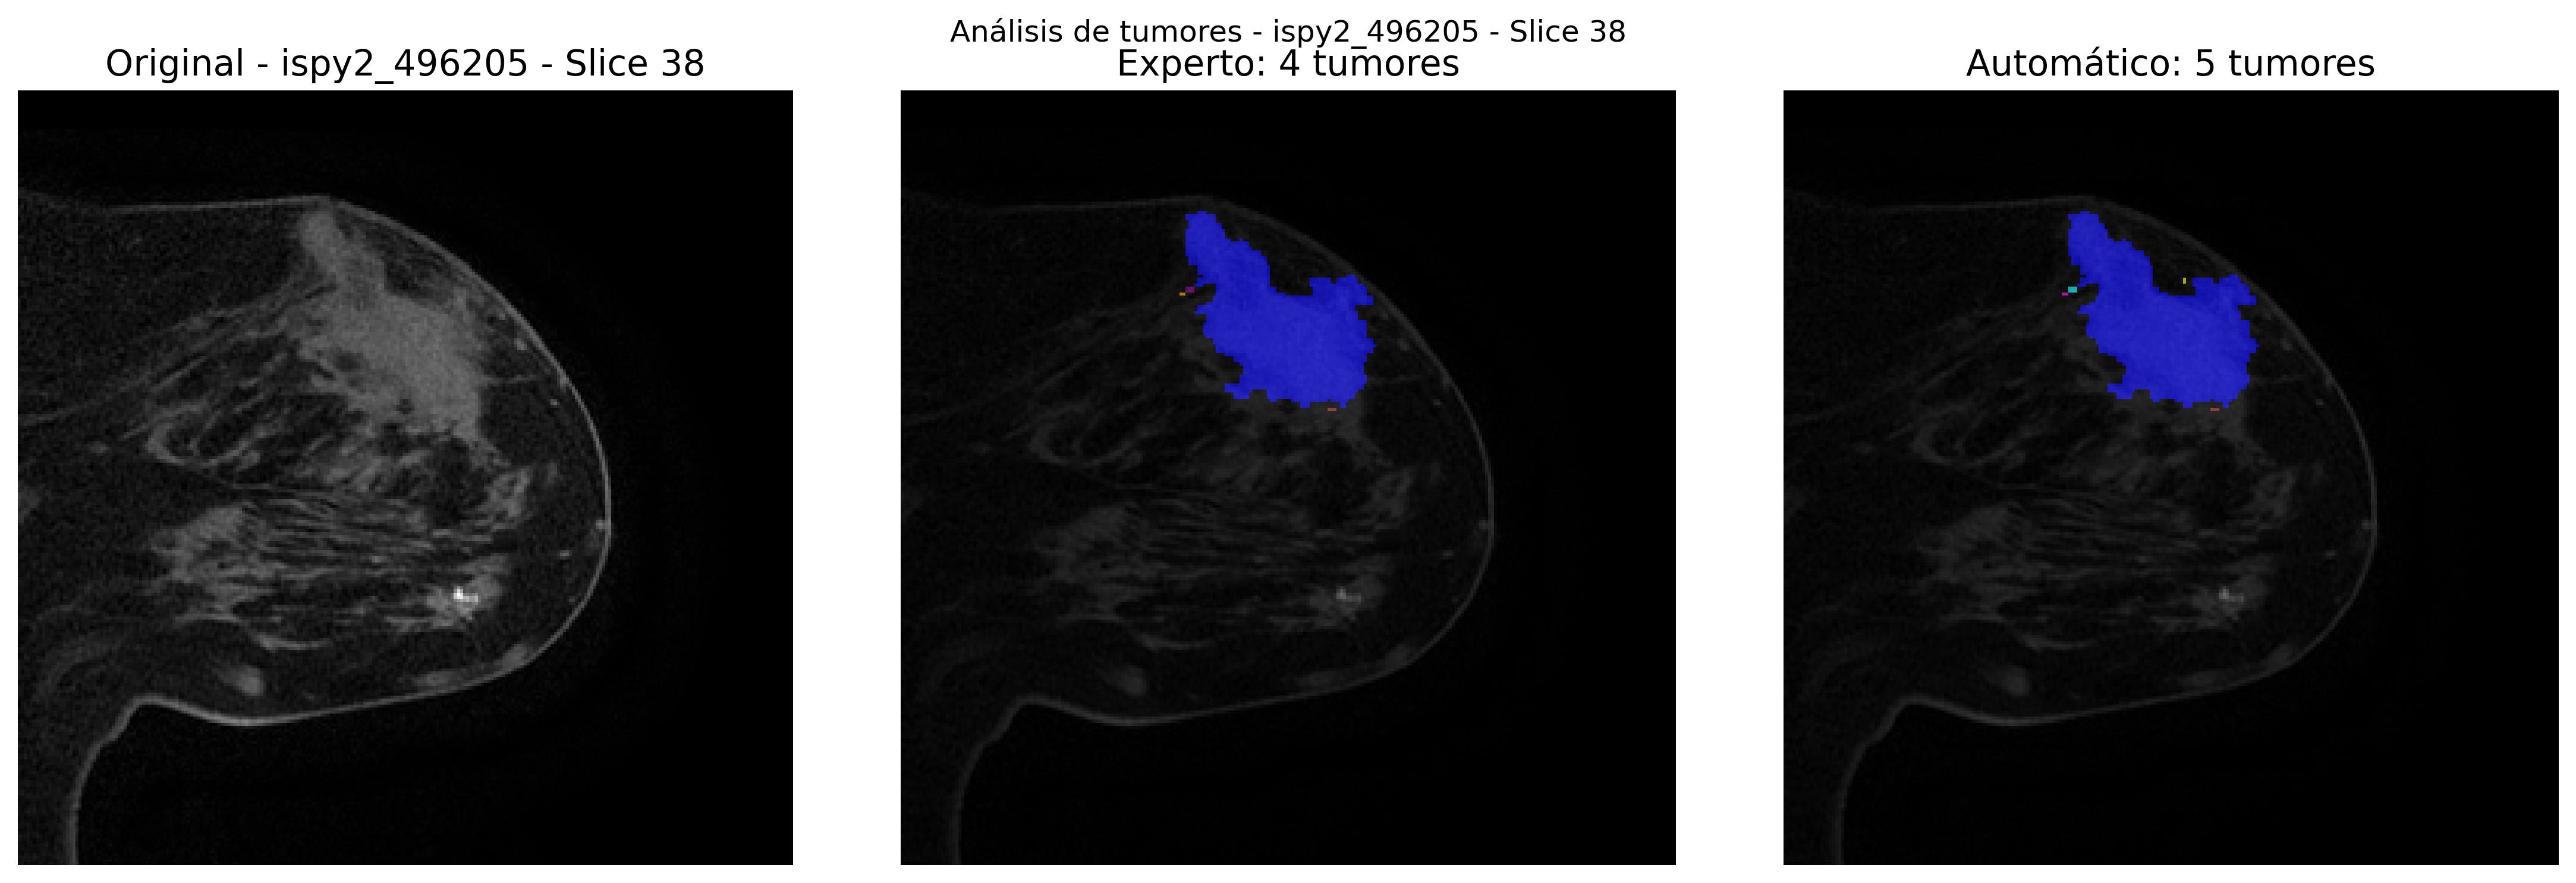 Análisis de tumores - ispy2_496205 - Slice 38
Original - ispy2_496205 - Slice 38
Experto: 4 tumores
Automático: 5 tumores